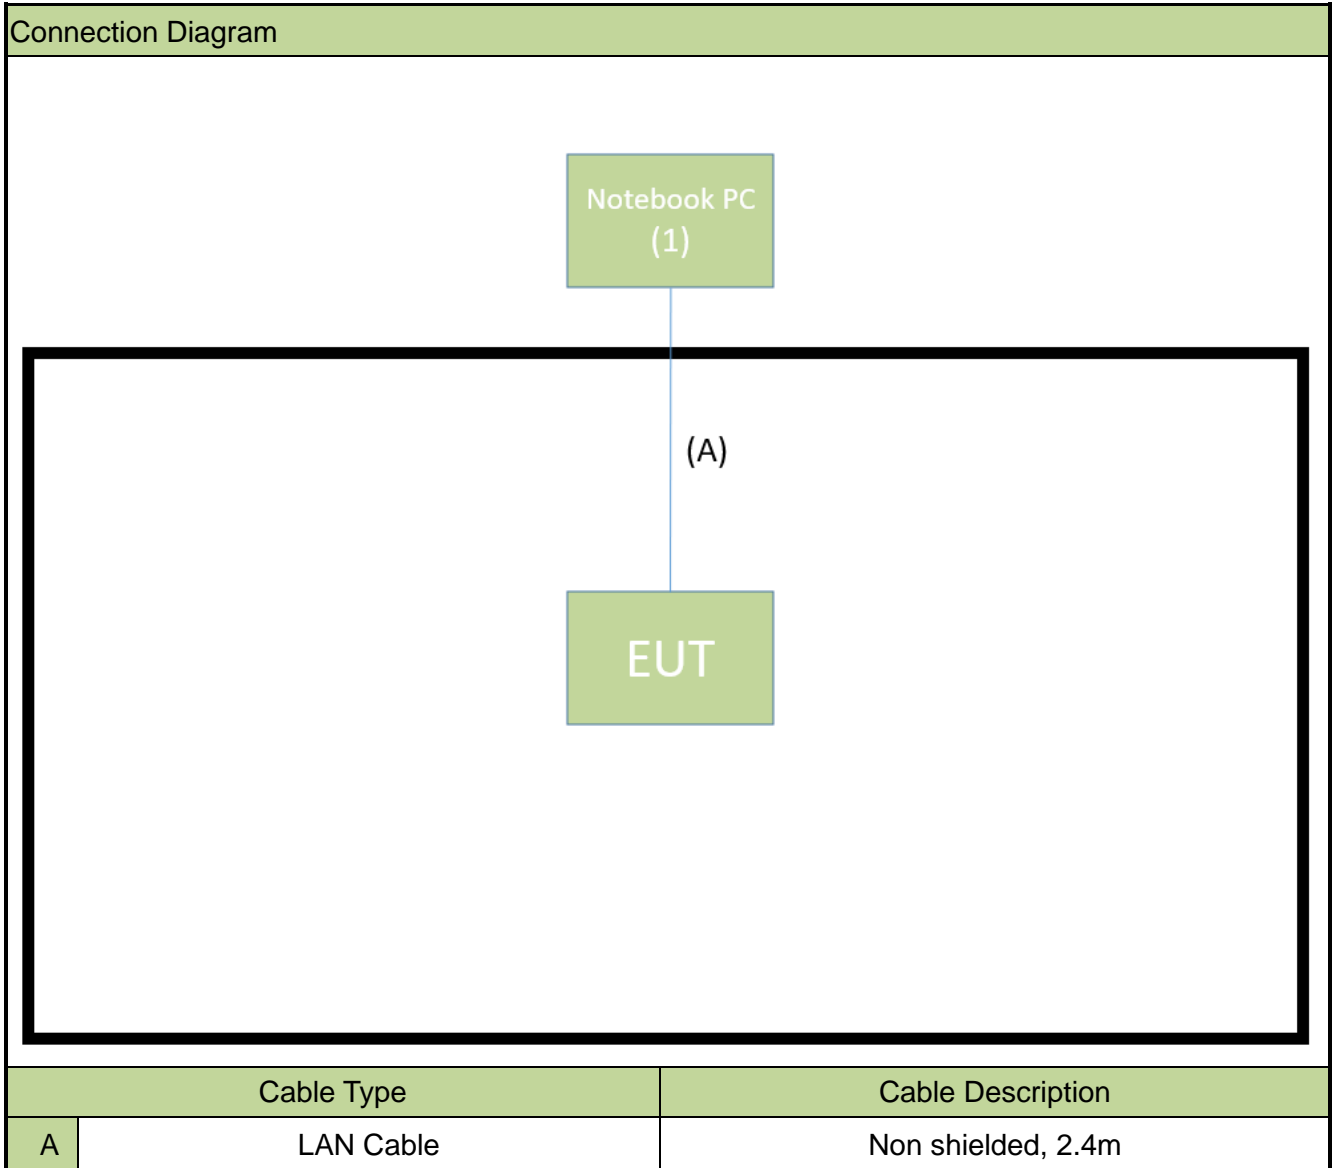 Connection Diagram
Notebook PC
(1)
(A)
EUT
Cable Type Cable Description
A LAN Cable Non shielded, 2.4m